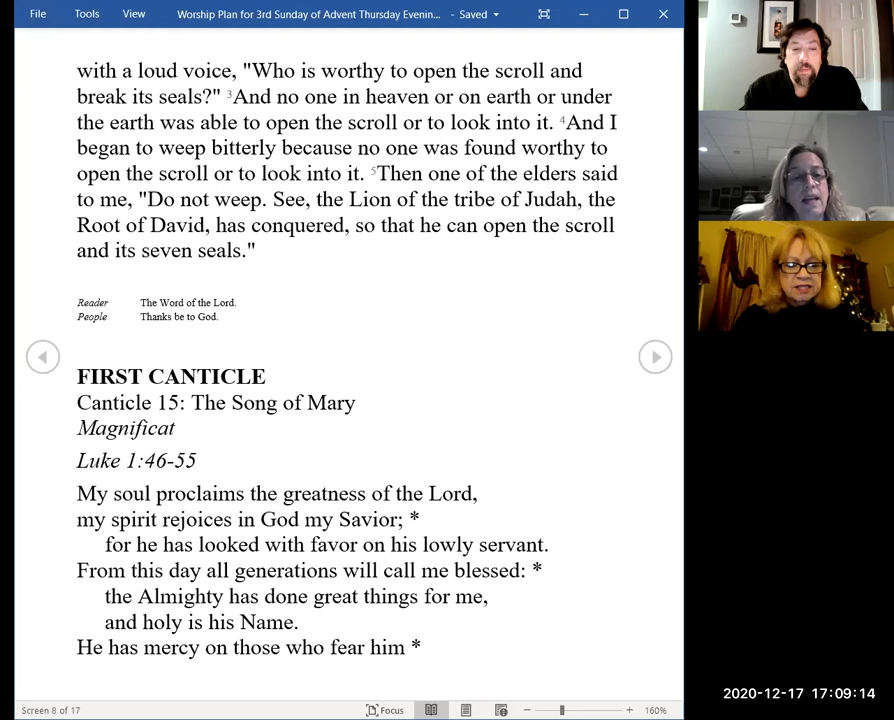 File Tools View Worship Plan for 3rd Sunday of Advent Thursday Evenin... - Saved
with a loud voice, "Who is worthy to open the scroll and
break its seals?" 3And no one in heaven or on earth or under
the earth was able to open the scroll or to look into it. 4And I
began to weep bitterly because no one was found worthy to
open the scroll or to look into it. 5Then one of the elders said
to me, "Do not weep. See, the Lion of the tribe of Judah, the
Root of David, has conquered, so that he can open the scroll
and its seven seals."
Reader The Word of the Lord.
People Thanks be to God.
FIRST CANTICLE
Canticle 15: The Song of Mary
Magnificat
Luke 1:46-55
My soul proclaims the greatness of the Lord,
my spirit rejoices in God my Savior; *
for he has looked with favor on his lowly servant.
From this day all generations will call me blessed: *
the Almighty has done great things for me,
and holy is his Name.
He has mercy on those who fear him *
2020-12-17 17:09:14
Screen 8 of 17 Focus 160%